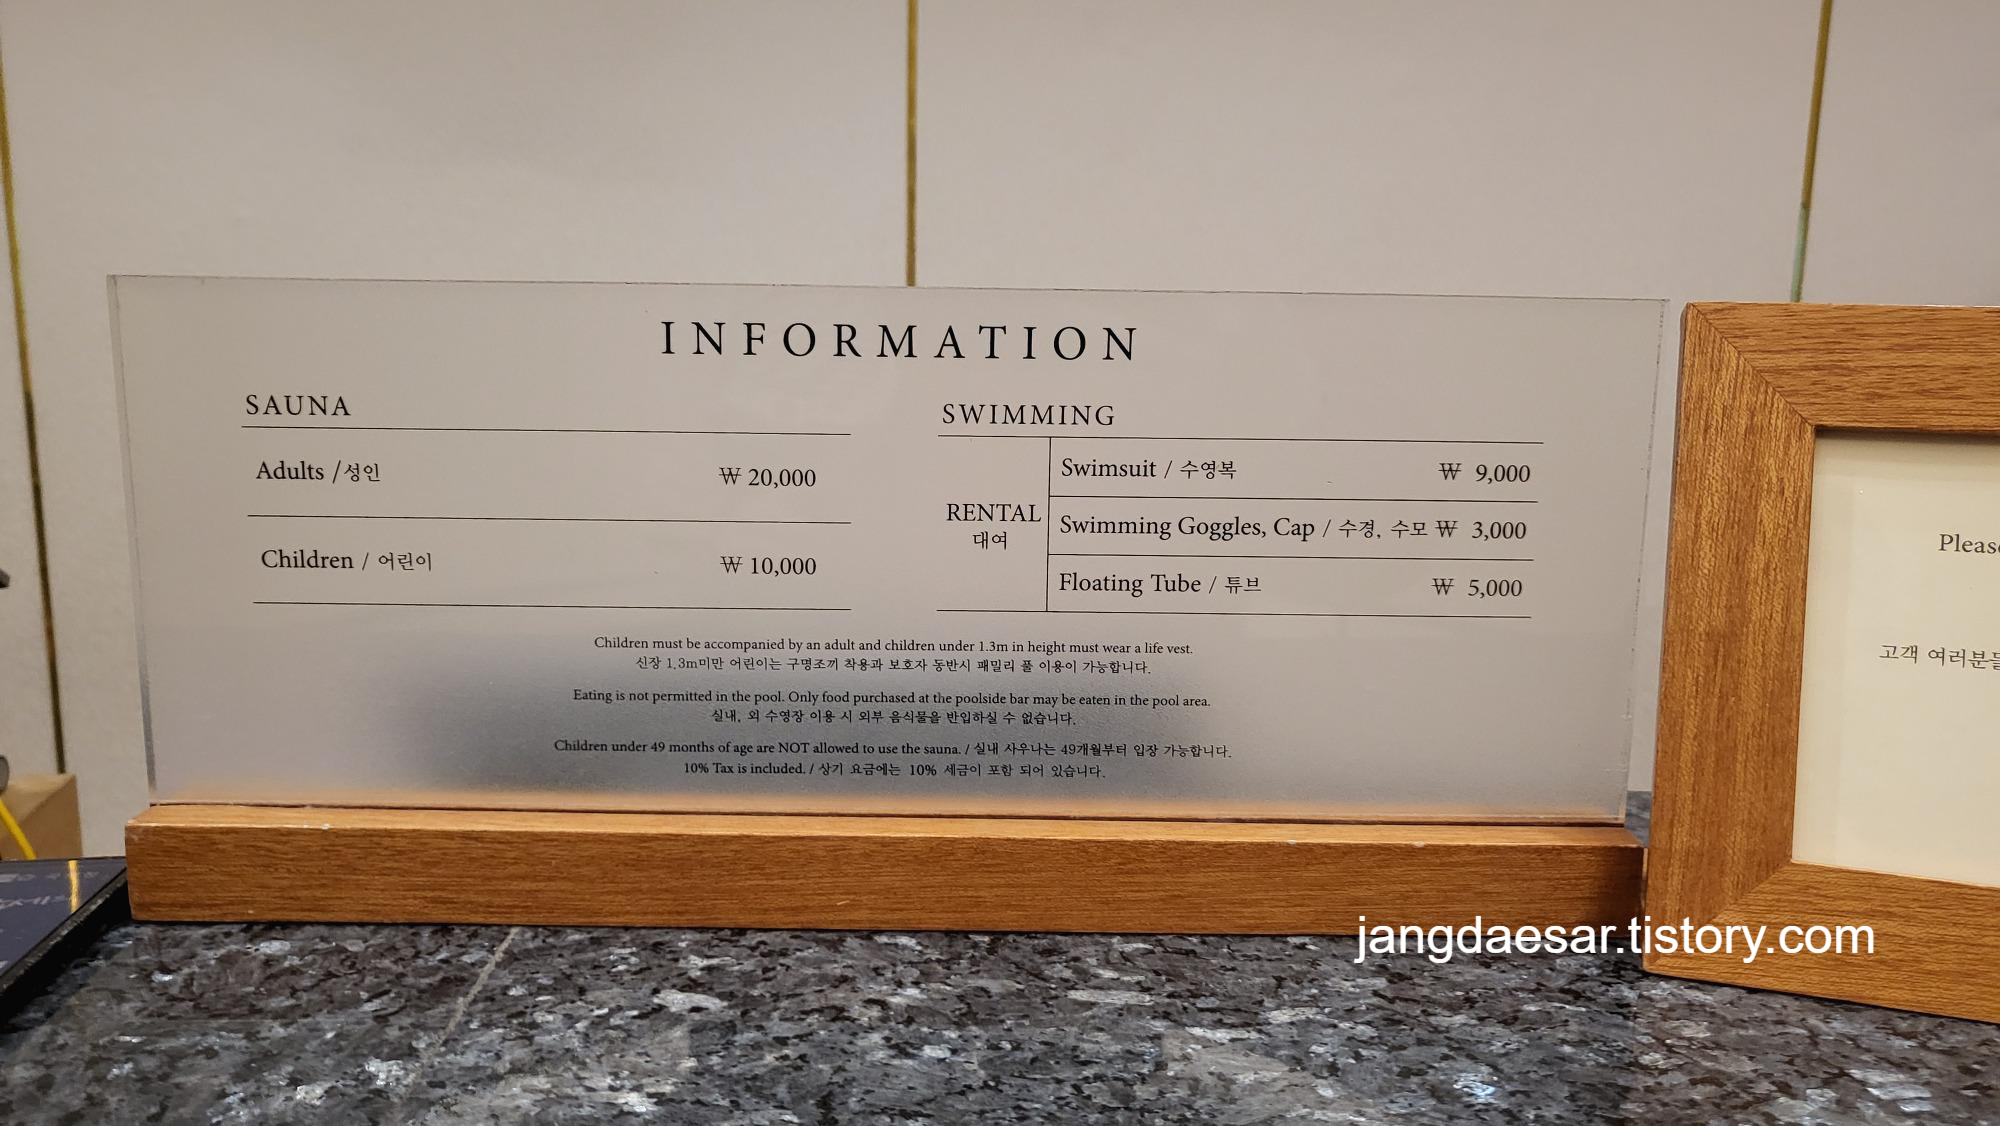 INFORMATION
SAUNA
Adults /성인 ₩ 20,000
Children / 어린이 ₩ 10,000
SWIMMING
RENTAL
대여
Swimsuit / 수영복 ₩ 9,000
Swimming Goggles, Cap / 수경, 수모 ₩ 3,000
Floating Tube / 튜브 ₩ 5,000
Children must be accompanied by an adult and children under 1.3m in height must wear a life vest.
신장 1.3m미만 어린이는 구명조끼 착용과 보호자 동반시 패밀리 풀 이용이 가능합니다.
Eating is not permitted in the pool. Only food purchased at the poolside bar may be eaten in the pool area.
실내, 외 수영장 이용 시 외부 음식물을 반입하실 수 없습니다.
Children under 49 months of age are NOT allowed to use the sauna. / 실내 사우나는 49개월부터 입장 가능합니다.
10% Tax is included. / 상기 요금에는 10% 세금이 포함 되어 있습니다.
고객
jangdaesar.tistory.com